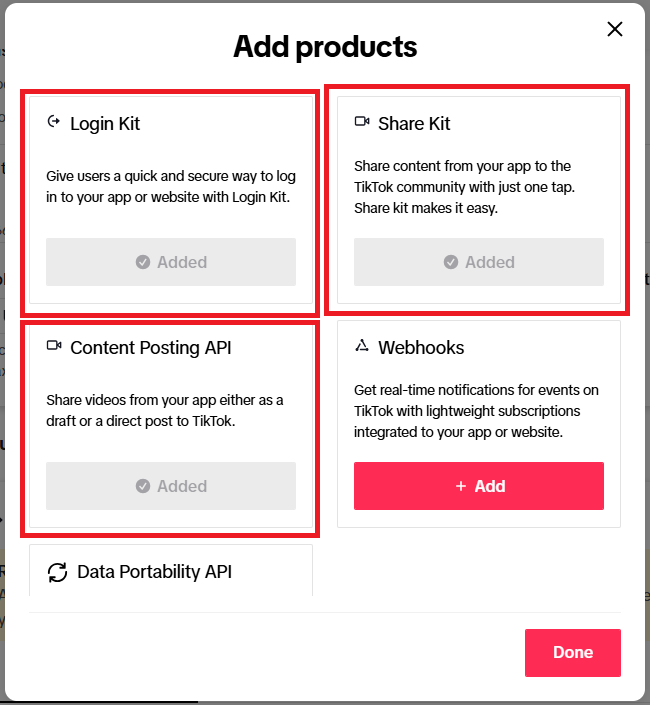 Add products
Login Kit
Give users a quick and secure way to log
in to your app or website with Login Kit.
Added
Share Kit
Share content from your app to the
TikTok community with just one tap.
Share kit makes it easy.
Added
Content Posting API
Share videos from your app either as a
draft or a direct post to TikTok.
Added
Webhooks
Get real-time notifications for events on
TikTok with lightweight subscriptions
integrated to your app or website.
+ Add
Data Portability API
Done